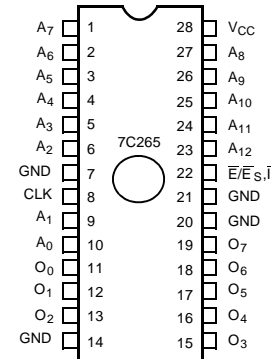 A7 1 28 VCC
A6 2 27 A8
A5 3 26 A9
A4 4 25 A10
A3 5 24 A11
7C265
A2 6 23 A12
GND 7 22 E̅/E̅S,I̅
CLK 8 21 GND
A1 9 20 GND
A0 10 19 O7
O0 11 18 O6
O1 12 17 O5
O2 13 16 O4
GND 14 15 O3